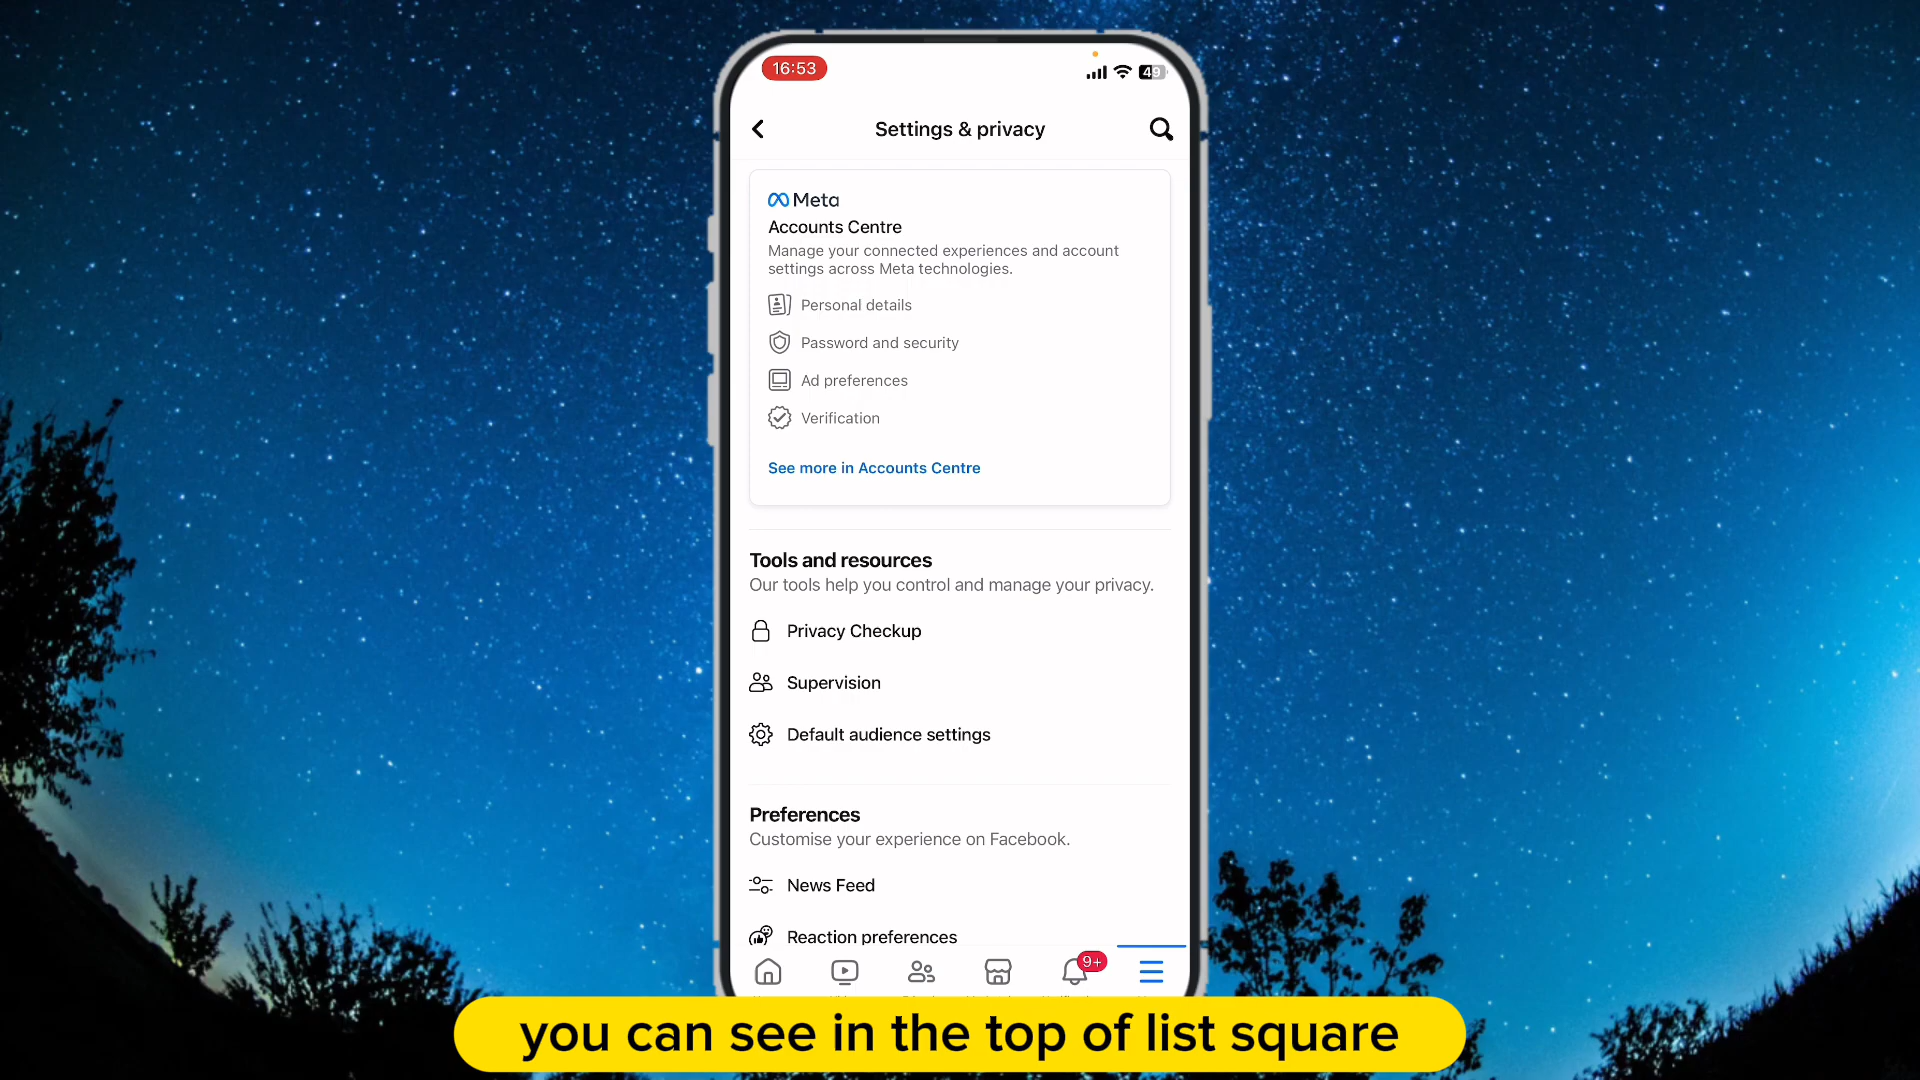 16:53
49
Settings & privacy
Meta
Accounts Centre
Manage your connected experiences and account
settings across Meta technologies.
Personal details
Password and security
Ad preferences
Verification
See more in Accounts Centre
Tools and resources
Our tools help you control and manage your privacy.
Privacy Checkup
Supervision
Default audience settings
Preferences
Customise your experience on Facebook.
News Feed
Reaction preferences
9+
you can see in the top of list square